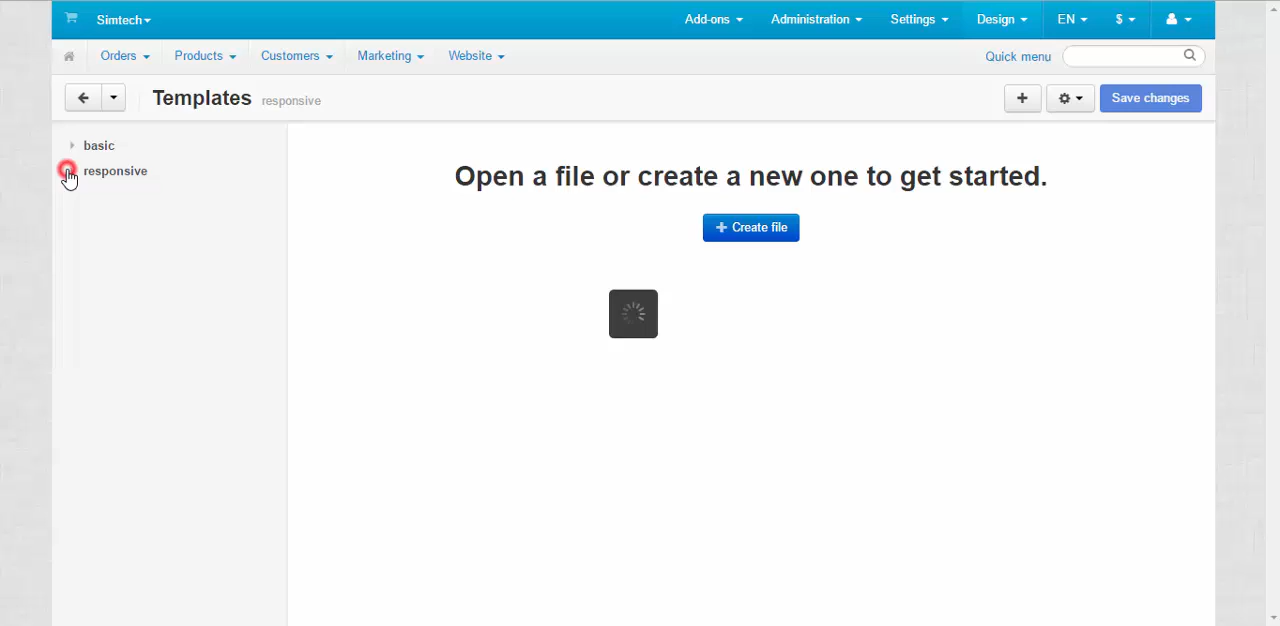 Simtech Add-ons Administration Settings Design EN $
Orders Products Customers Marketing Website Quick menu
Templates responsive Save changes
basic
responsive
Open a file or create a new one to get started.
Create file